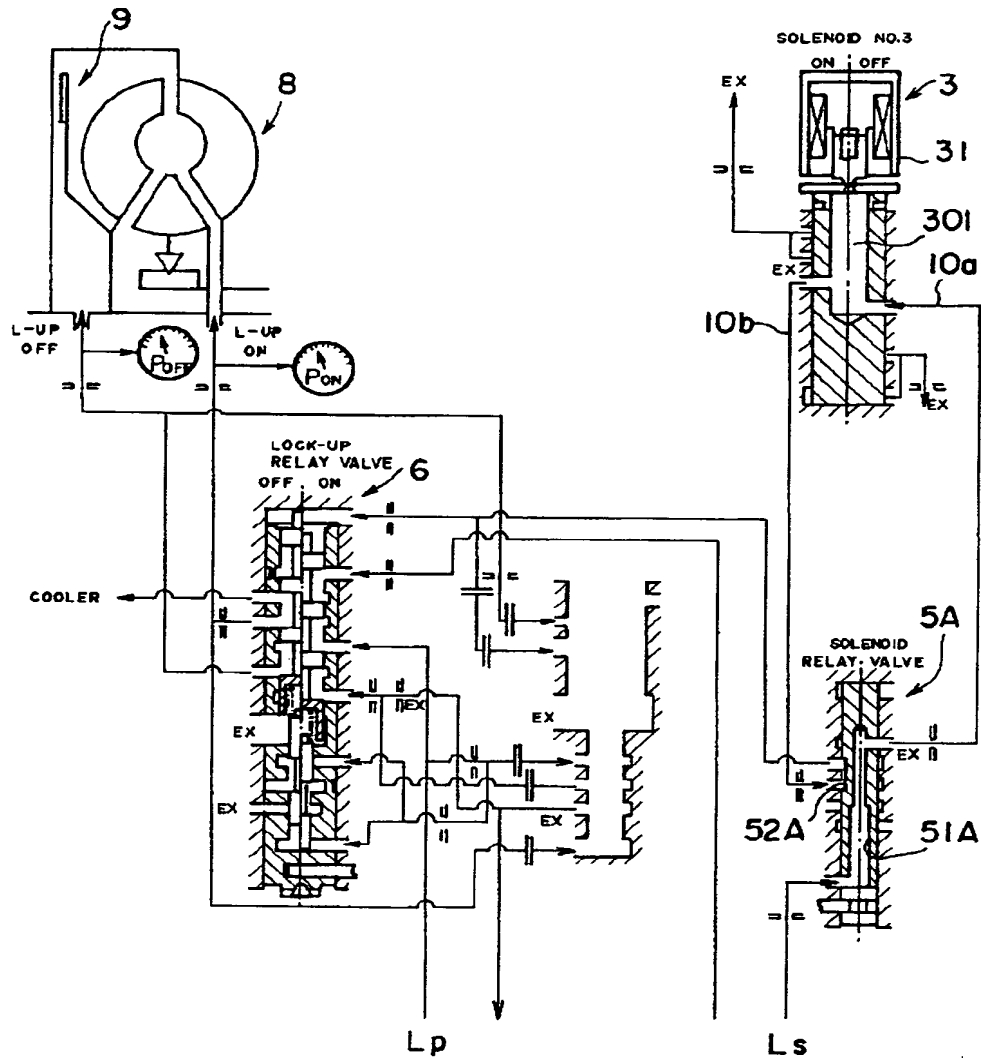 9
8
SOLENOID NO.3
ON OFF
EX
3
31
301
EX
10a
10b
L-UP
OFF
POFF
L-UP
ON
PON
EX
LOCK-UP
RELAY VALVE
OFF ON
6
COOLER
5A
SOLENOID
RELAY VALVE
EX
EX
EX
EX
EX
EX
52A
51A
Lp
Ls